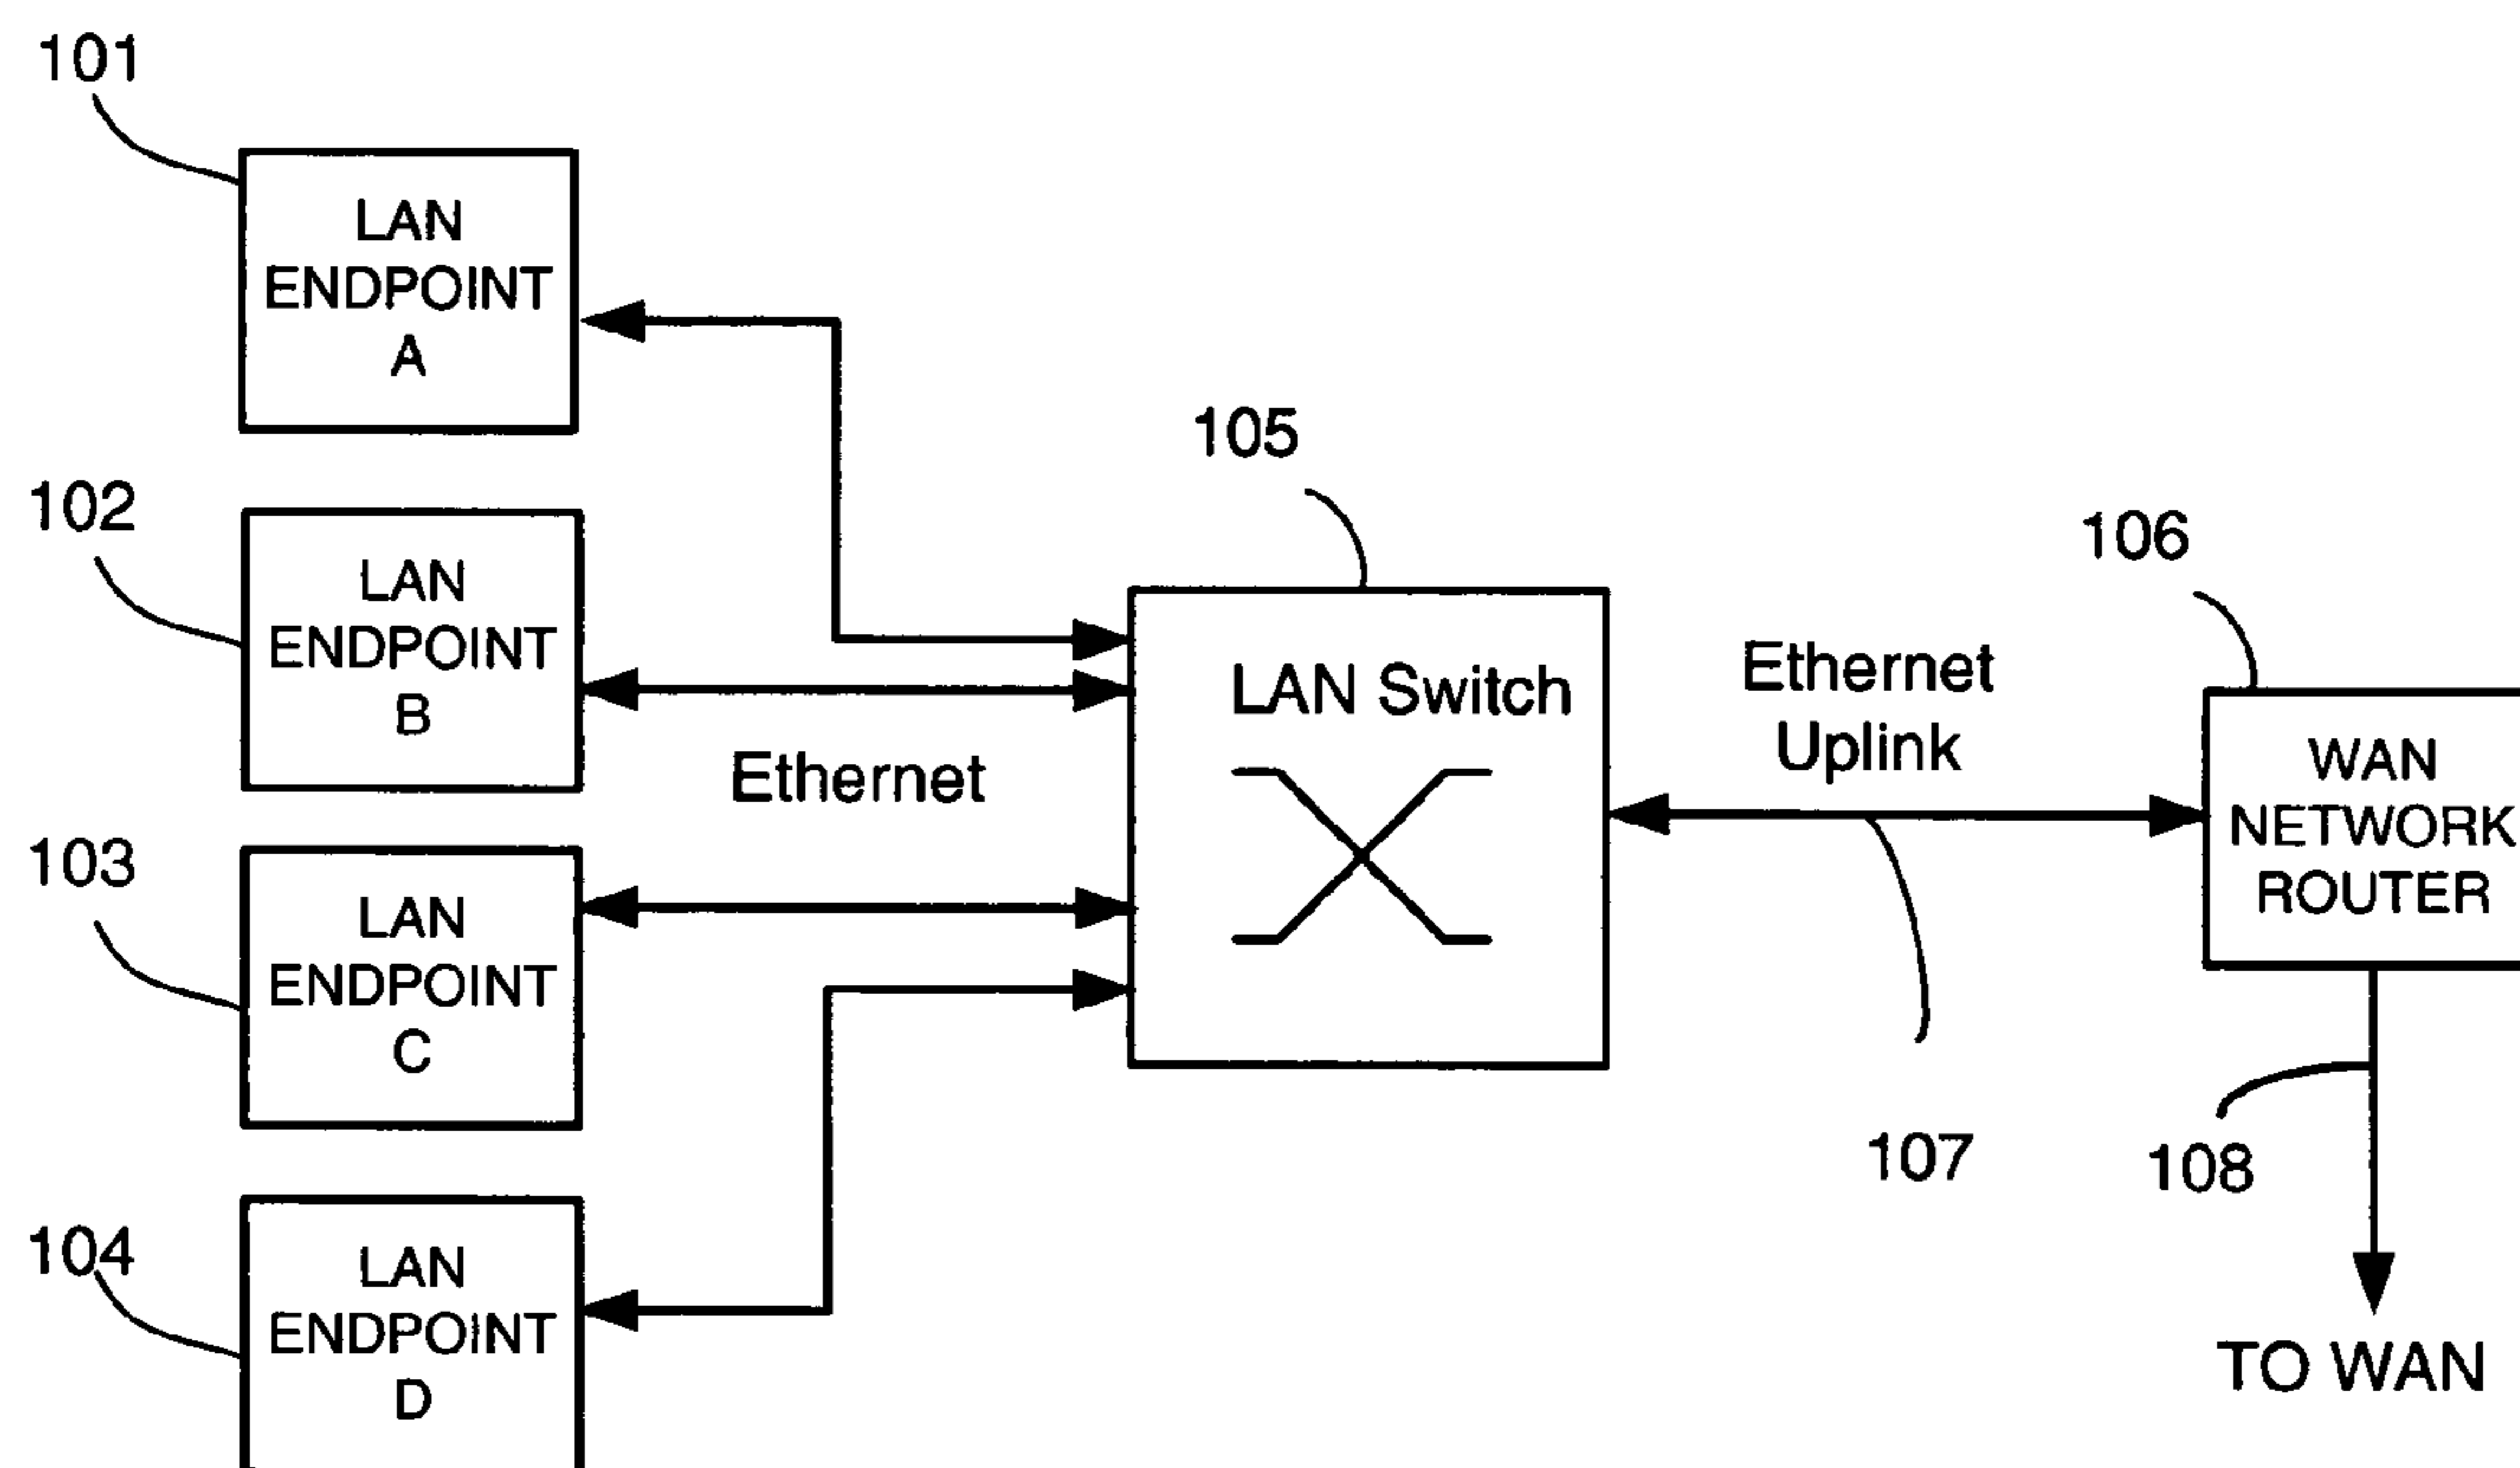 101
LAN
ENDPOINT
A
102
LAN
ENDPOINT
B
103
LAN
ENDPOINT
C
104
LAN
ENDPOINT
D
Ethernet
105
LAN Switch
Ethernet
Uplink
107
106
WAN
NETWORK
ROUTER
108
TO WAN